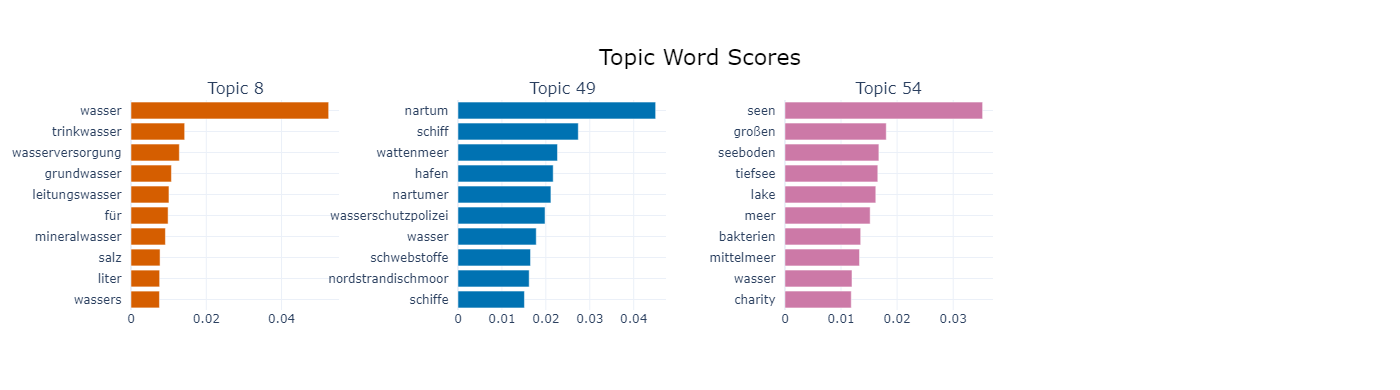 Topic Word Scores
Topic 8
wasser
trinkwasser
wasserversorgung
grundwasser
leitungswasser
für
mineralwasser
salz
liter
wassers
0 0.02 0.04
Topic 49
nartum
schiff
wattenmeer
hafen
nartumer
wasserschutzpolizei
wasser
schwebstoffe
nordstrandischmoor
schiffe
0 0.01 0.02 0.03 0.04
Topic 54
seen
großen
seeboden
tiefsee
lake
meer
bakterien
mittelmeer
wasser
charity
0 0.01 0.02 0.03